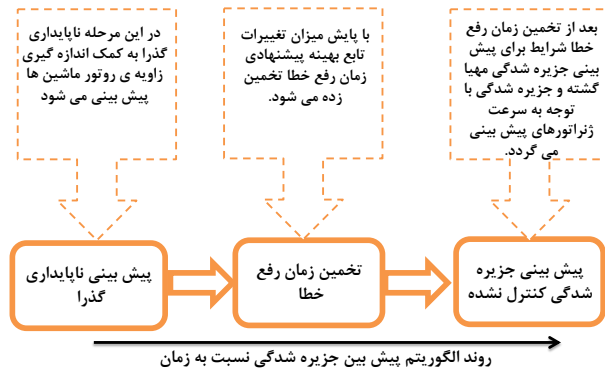 در این مرحله ناپایداری
گذرا به کمک اندازه گیری
زاویه ی روتور ماشین ها
پیش بینی می شود
با پایش میزان تغییرات
تابع بهینه پیشنهادی
زمان رفع خطا تخمین
زده می شود.
بعد از تخمین زمان رفع
خطا شرایط برای پیش
بینی جزیره شدگی مهیا
گشته و جزیره شدگی با
توجه به سرعت
ژنراتورهای پیش بینی
می گردد.
پیش بینی ناپایداری
گذرا
تخمین زمان رفع
خطا
پیش بینی جزیره
شدگی کنترل نشده
روند الگوریتم پیش بین جزیره شدگی نسبت به زمان